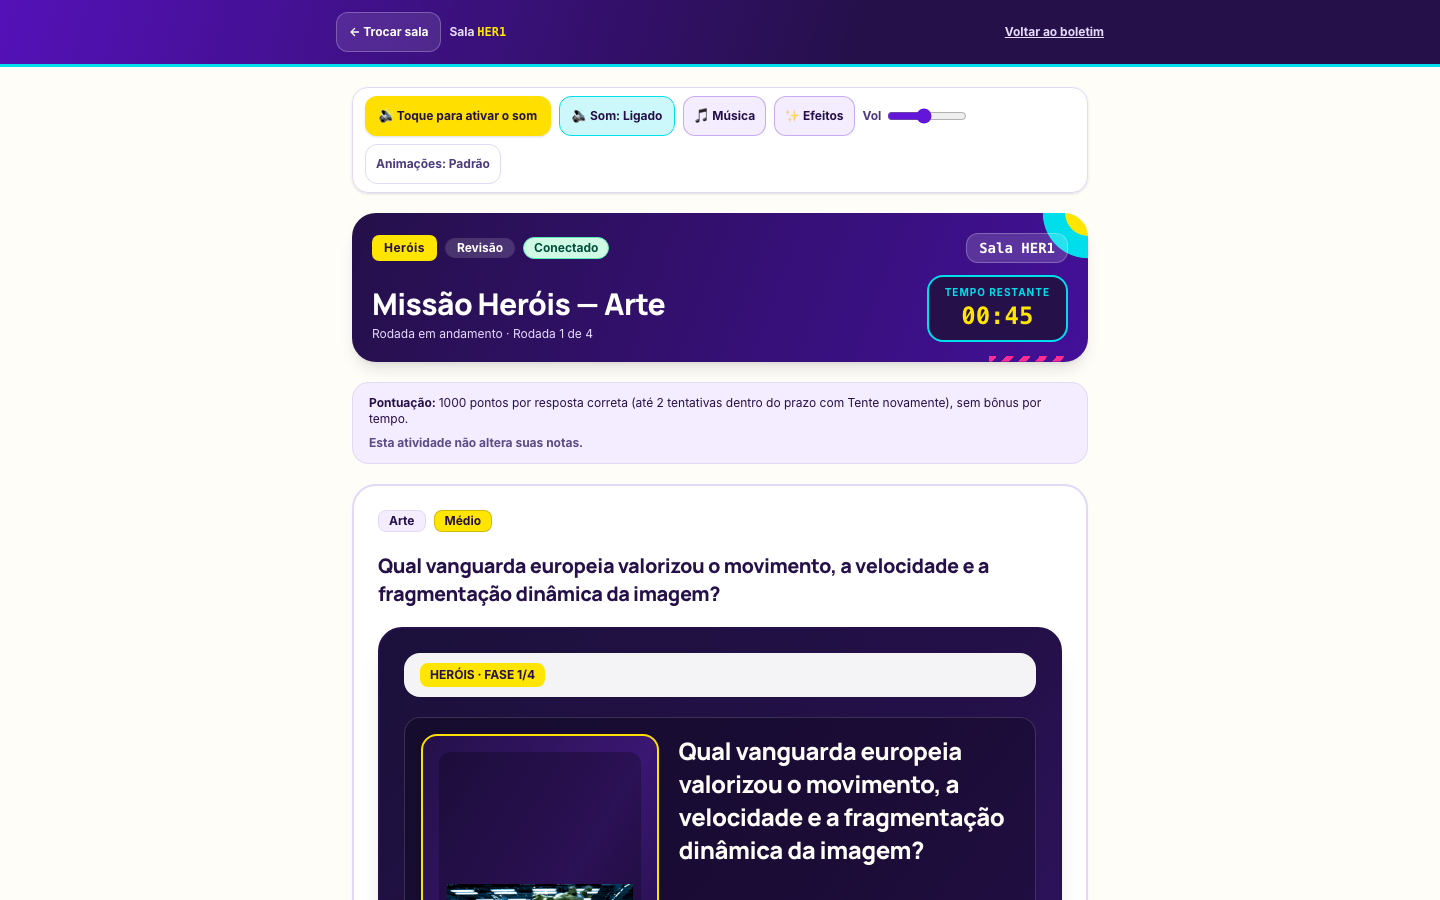 ← Trocar sala
Sala HER1
Voltar ao boletim
🔈 Toque para ativar o som
🔈 Som: Ligado
🎵 Música
✨ Efeitos
Vol
Animações: Padrão
Heróis
Revisão
Conectado
Sala HER1
Missão Heróis — Arte
Rodada em andamento · Rodada 1 de 4
TEMPO RESTANTE
00:45
Pontuação: 1000 pontos por resposta correta (até 2 tentativas dentro do prazo com Tente novamente), sem bônus por
tempo.
Esta atividade não altera suas notas.
Arte
Médio
Qual vanguarda europeia valorizou o movimento, a velocidade e a
fragmentação dinâmica da imagem?
HERÓIS · FASE 1/4
Qual vanguarda europeia
valorizou o movimento, a
velocidade e a fragmentação
dinâmica da imagem?